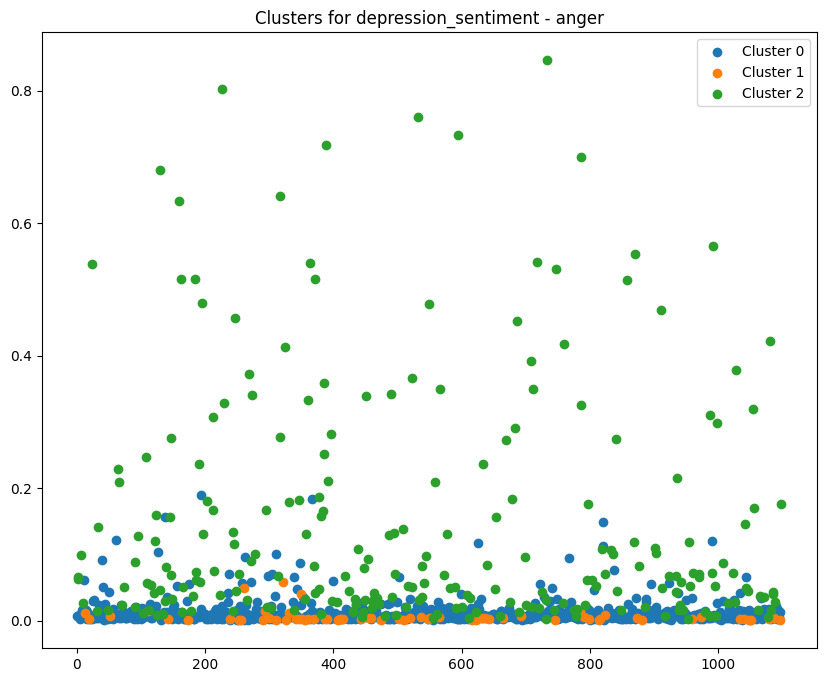 Clusters for depression_sentiment - anger
Cluster 0
Cluster 1
Cluster 2
0.8
0.6
0.4
0.2
0.0
0 200 400 600 800 1000